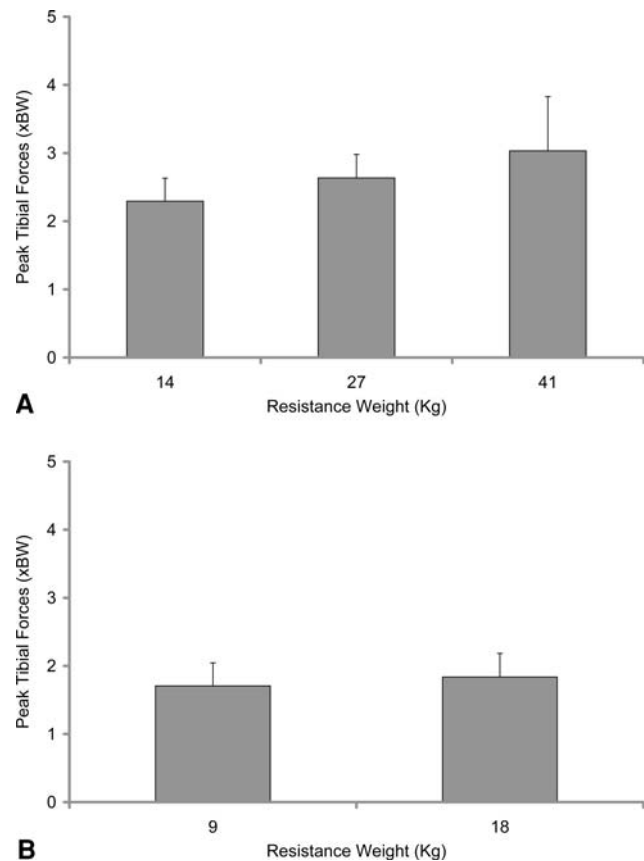 5
4
3
2
1
0
Peak Tibial Forces (xBW)
14 27 41
A
Resistance Weight (Kg)
5
4
3
2
1
0
Peak Tibial Forces (xBW)
9 18
B
Resistance Weight (Kg)